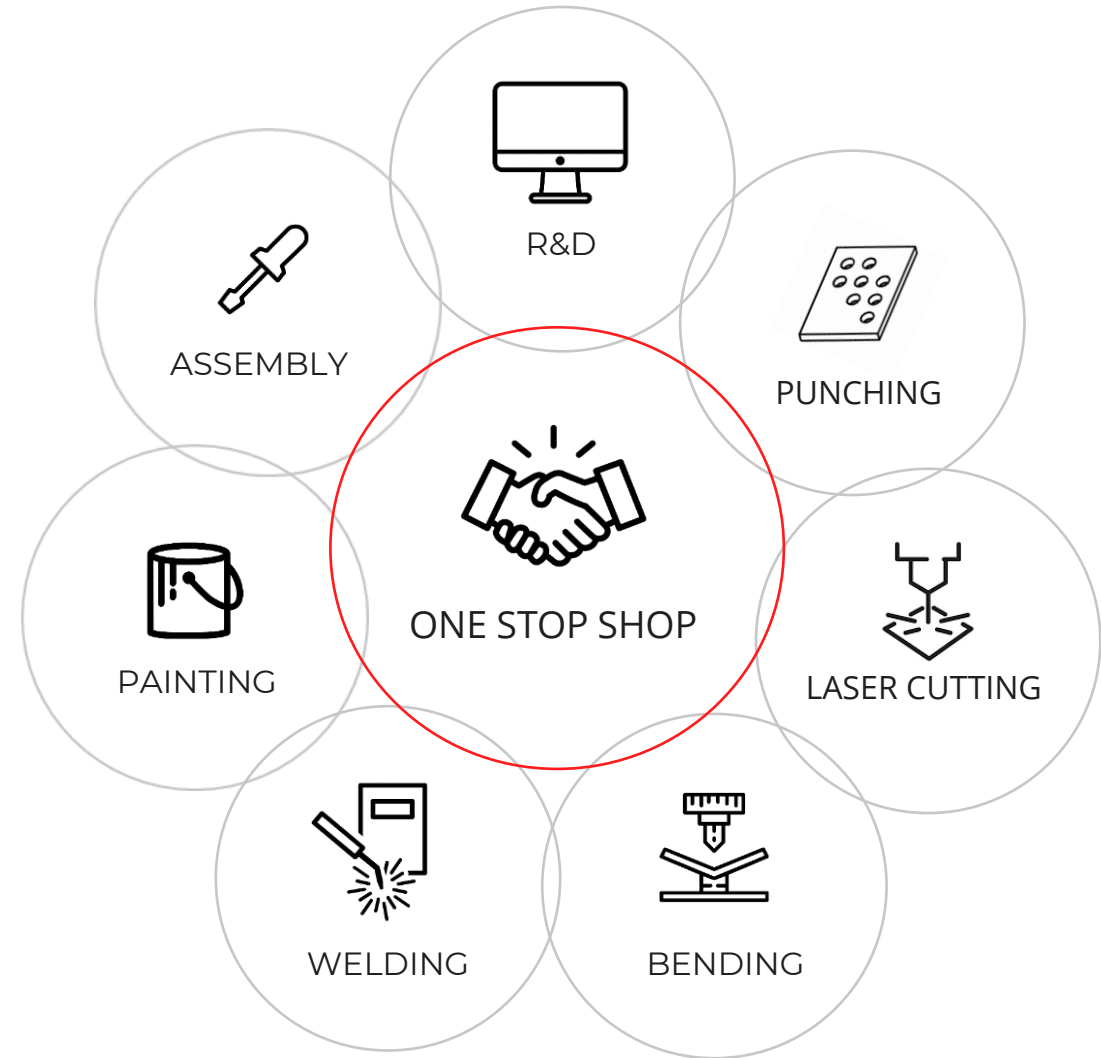 R&D
ASSEMBLY
PUNCHING
ONE STOP SHOP
PAINTING
LASER CUTTING
WELDING
BENDING